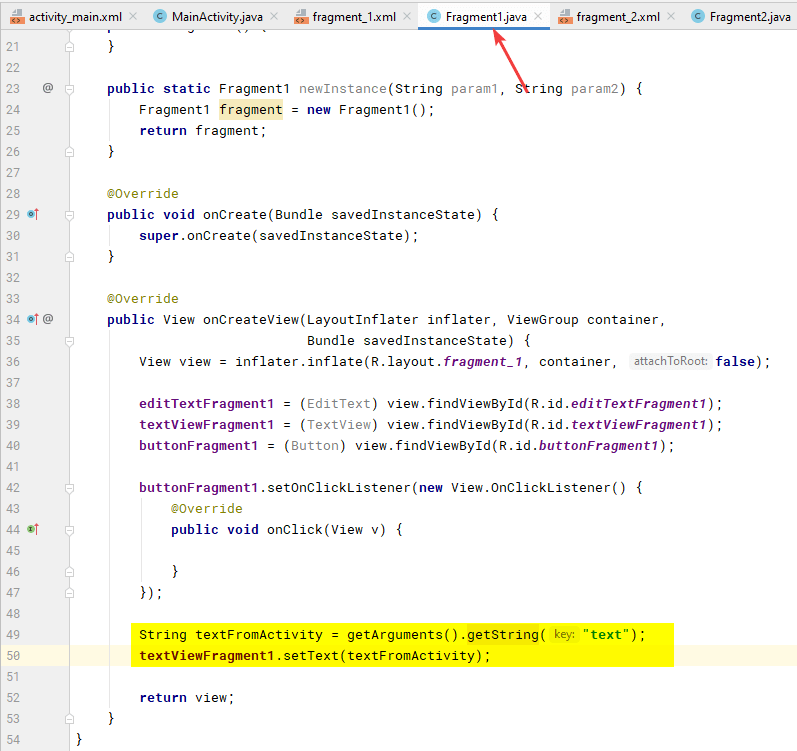 activity_main.xml MainActivity.java fragment_1.xml Fragment1.java fragment_2.xml Fragment2.java
21 }
22
23 @ public static Fragment1 newInstance(String param1, String param2) {
24 Fragment1 fragment = new Fragment1();
25 return fragment;
26 }
27
28 @Override
29 public void onCreate(Bundle savedInstanceState) {
30 super.onCreate(savedInstanceState);
31 }
32
33 @Override
34 @ public View onCreateView(LayoutInflater inflater, ViewGroup container,
35 Bundle savedInstanceState) {
36 View view = inflater.inflate(R.layout.fragment_1, container, attachToRoot: false);
37
38 editTextFragment1 = (EditText) view.findViewById(R.id.editTextFragment1);
39 textViewFragment1 = (TextView) view.findViewById(R.id.textViewFragment1);
40 buttonFragment1 = (Button) view.findViewById(R.id.buttonFragment1);
41
42 buttonFragment1.setOnClickListener(new View.OnClickListener() {
43 @Override
44 public void onClick(View v) {
45
46 }
47 });
48
49 String textFromActivity = getArguments().getString( key: "text");
50 textViewFragment1.setText(textFromActivity);
51
52 return view;
53 }
54 }